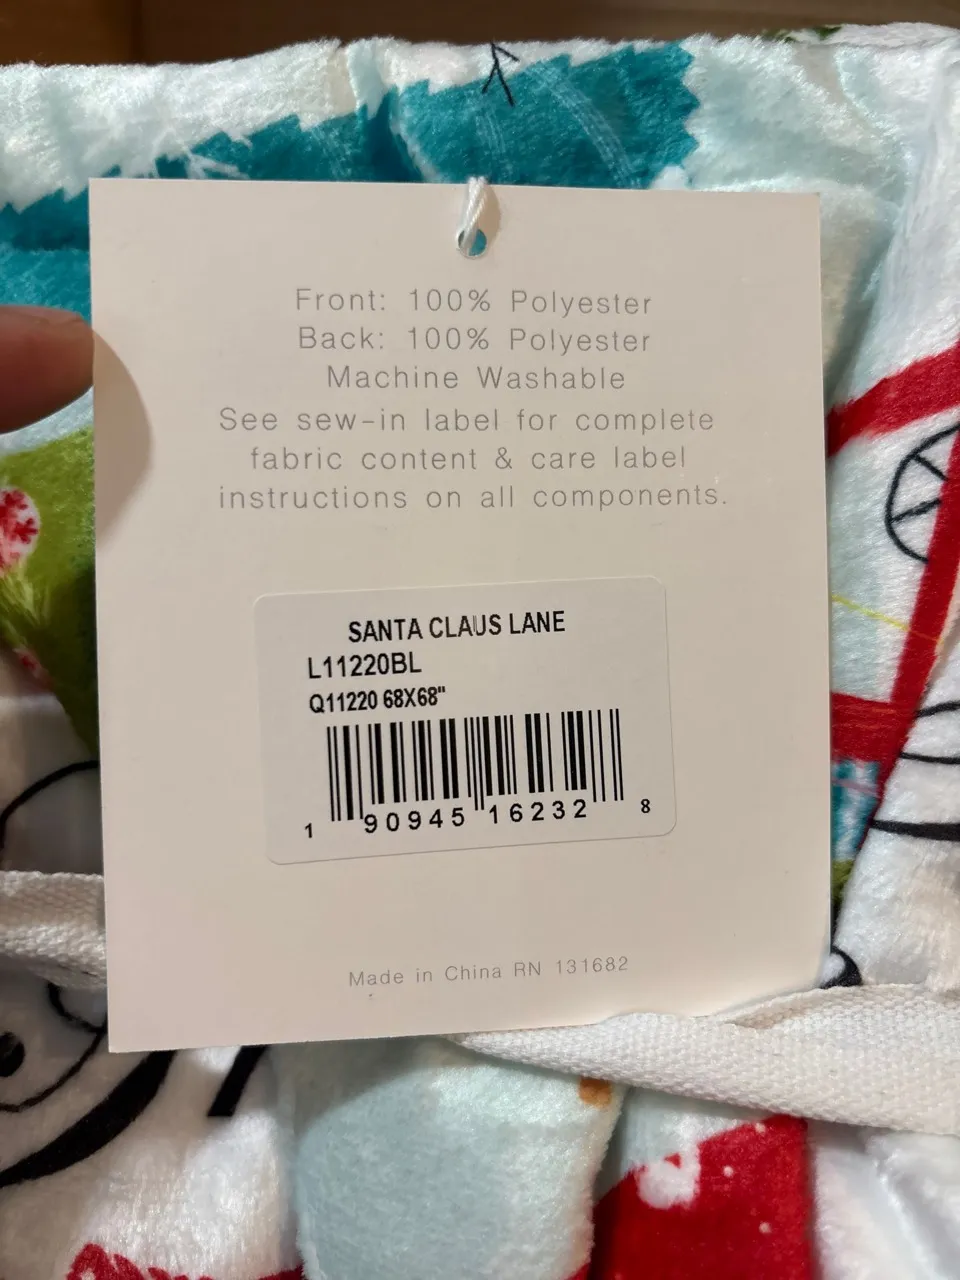 Front: 100% Polyester
Back: 100% Polyester
Machine Washable
See sew-in label for complete
fabric content & care label
instructions on all components.
SANTA CLAUS LANE
L11220BL
Q11220 68X68"
1 90945 16232 8
Made in China RN 131682